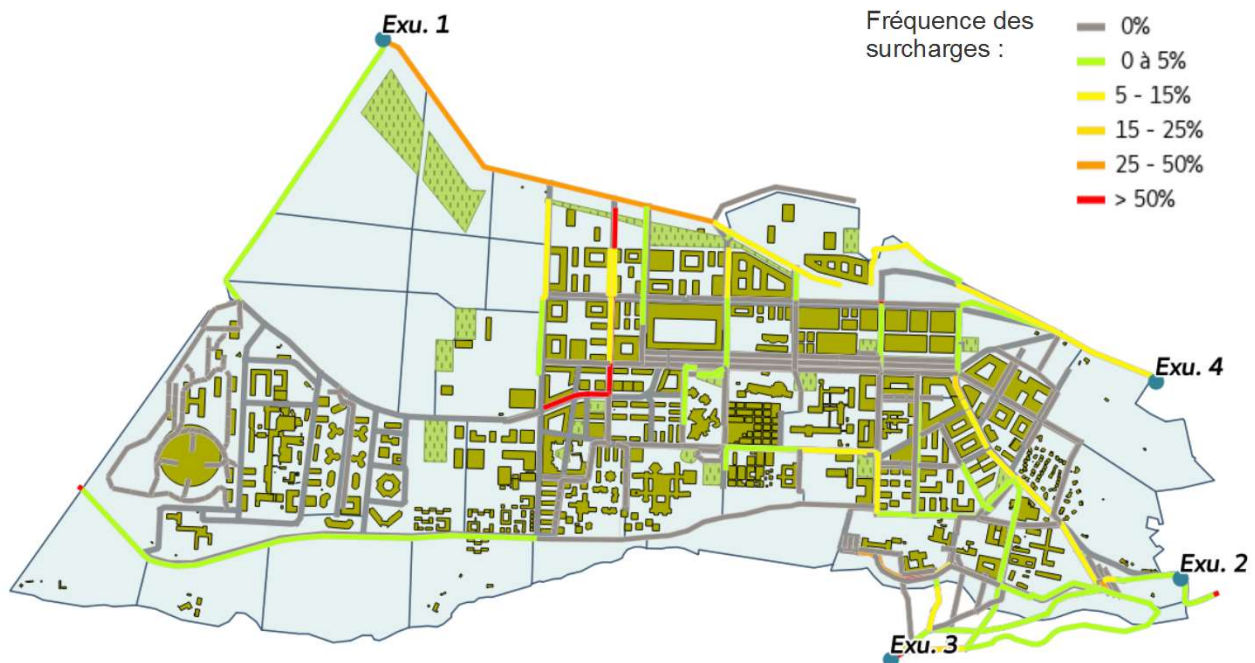 Exu. 1
Fréquence des
surcharges :
0%
0 à 5%
5 - 15%
15 - 25%
25 - 50%
> 50%
Exu. 4
Exu. 2
Exu. 3